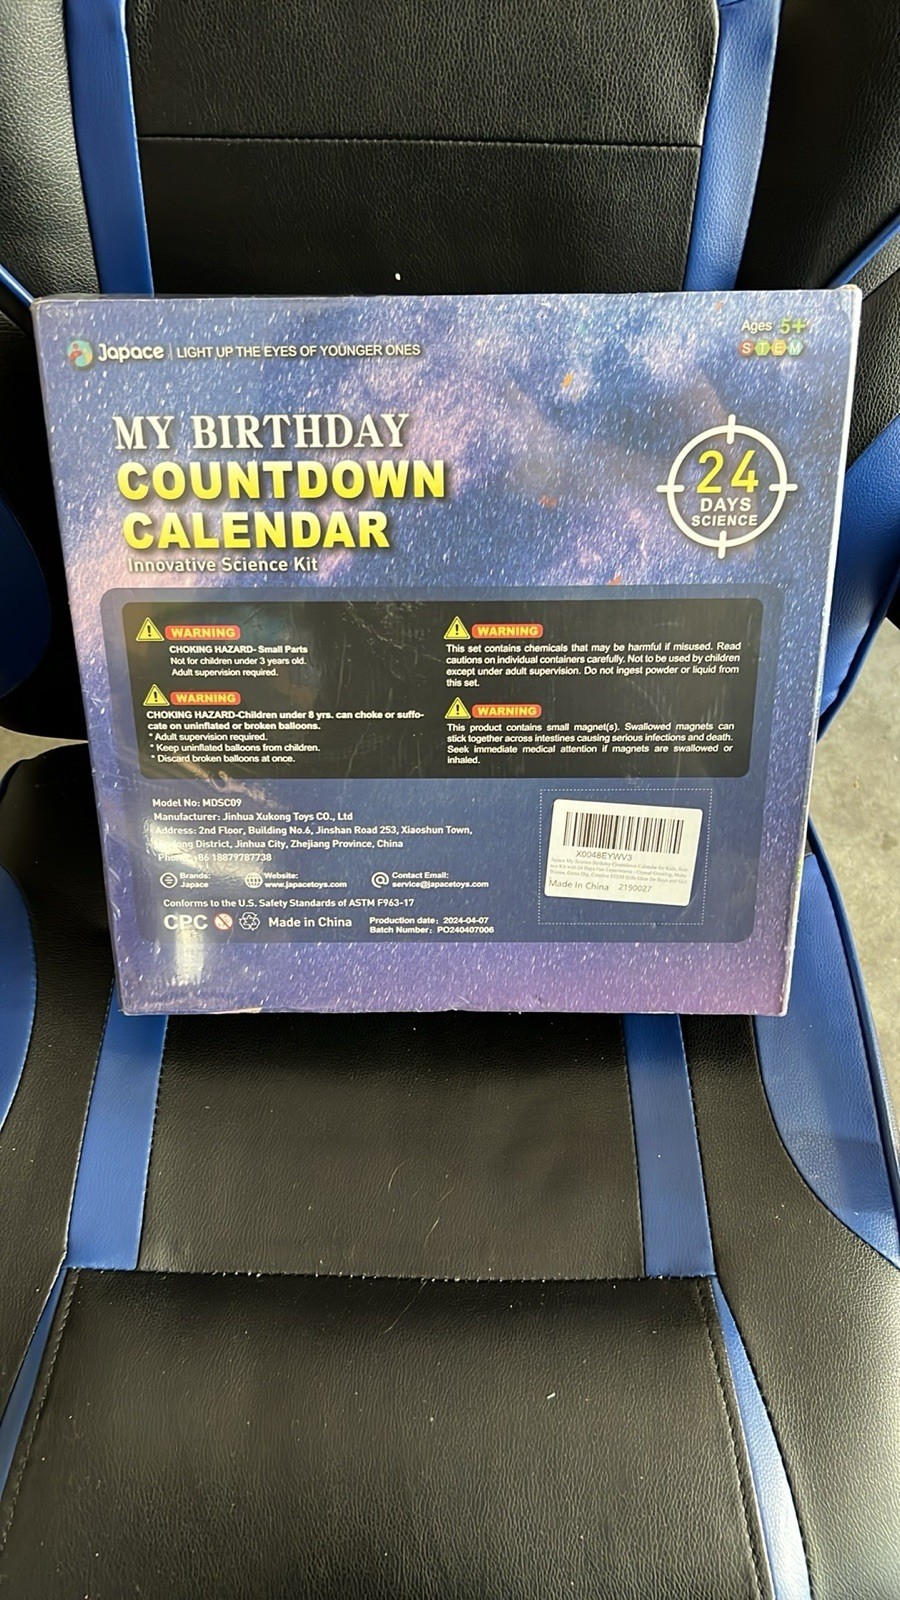 Japace | LIGHT UP THE EYES OF YOUNGER ONES
Ages 5+
STEM
MY BIRTHDAY
COUNTDOWN
CALENDAR
Innovative Science Kit
24
DAYS
SCIENCE
WARNING
CHOKING HAZARD- Small Parts
Not for children under 3 years old.
Adult supervision required.
WARNING
CHOKING HAZARD-Children under 8 yrs. can choke or suffo-
cate on uninflated or broken balloons.
* Adult supervision required.
* Keep uninflated balloons from children.
* Discard broken balloons at once.
WARNING
This set contains chemicals that may be harmful if misused. Read
cautions on individual containers carefully. Not to be used by children
except under adult supervision. Do not ingest powder or liquid from
this set.
WARNING
This product contains small magnet(s). Swallowed magnets can
stick together across intestines causing serious infections and death.
Seek immediate medical attention if magnets are swallowed or
inhaled.
Model No: MDSC09
Manufacturer: Jinhua Xukong Toys CO., Ltd
Address: 2nd Floor, Building No.6, Jinshan Road 253, Xiaoshun Town,
District, Jinhua City, Zhejiang Province, China
Phone: +86 18879787738
Brands:
Japace
Website:
www.japacetoys.com
Contact Email:
service@japacetoys.com
Conforms to the U.S. Safety Standards of ASTM F963-17
CPC
Made in China
Production date: 2024-04-07
Batch Number: PO240407006
X0048EYWV3
Made In China 2190027